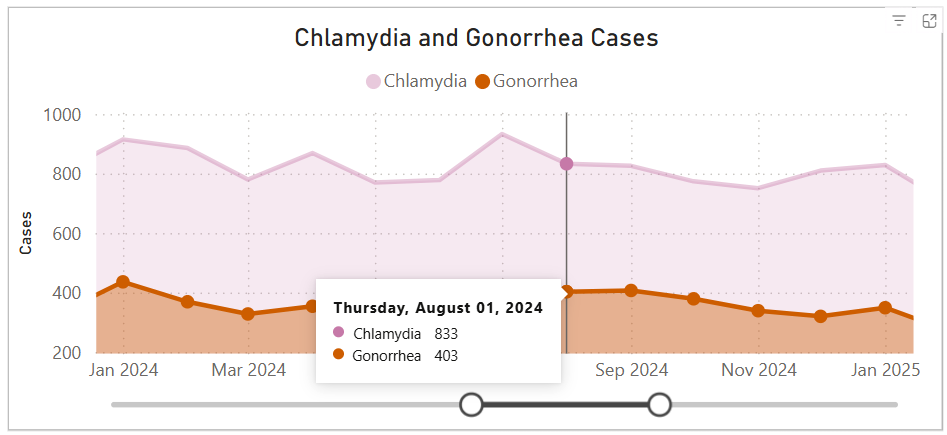 Chlamydia and Gonorrhea Cases
Chlamydia Gonorrhea
1000
800
600
400
200
Cases
Thursday, August 01, 2024
Chlamydia 833
Gonorrhea 403
Jan 2024 Mar 2024 Sep 2024 Nov 2024 Jan 2025